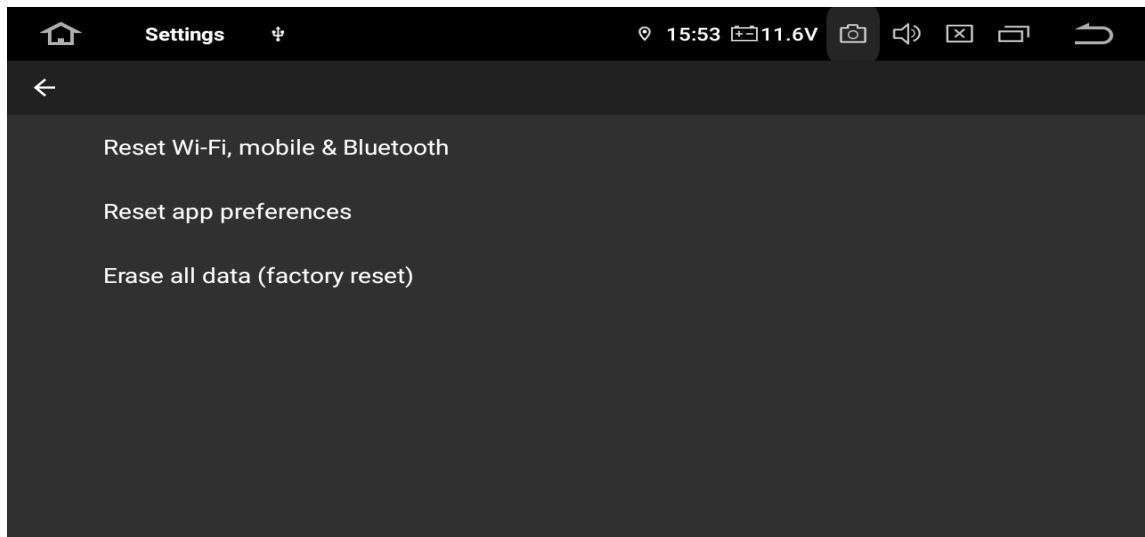 Settings 15:53 11.6V
Reset Wi-Fi, mobile & Bluetooth
Reset app preferences
Erase all data (factory reset)